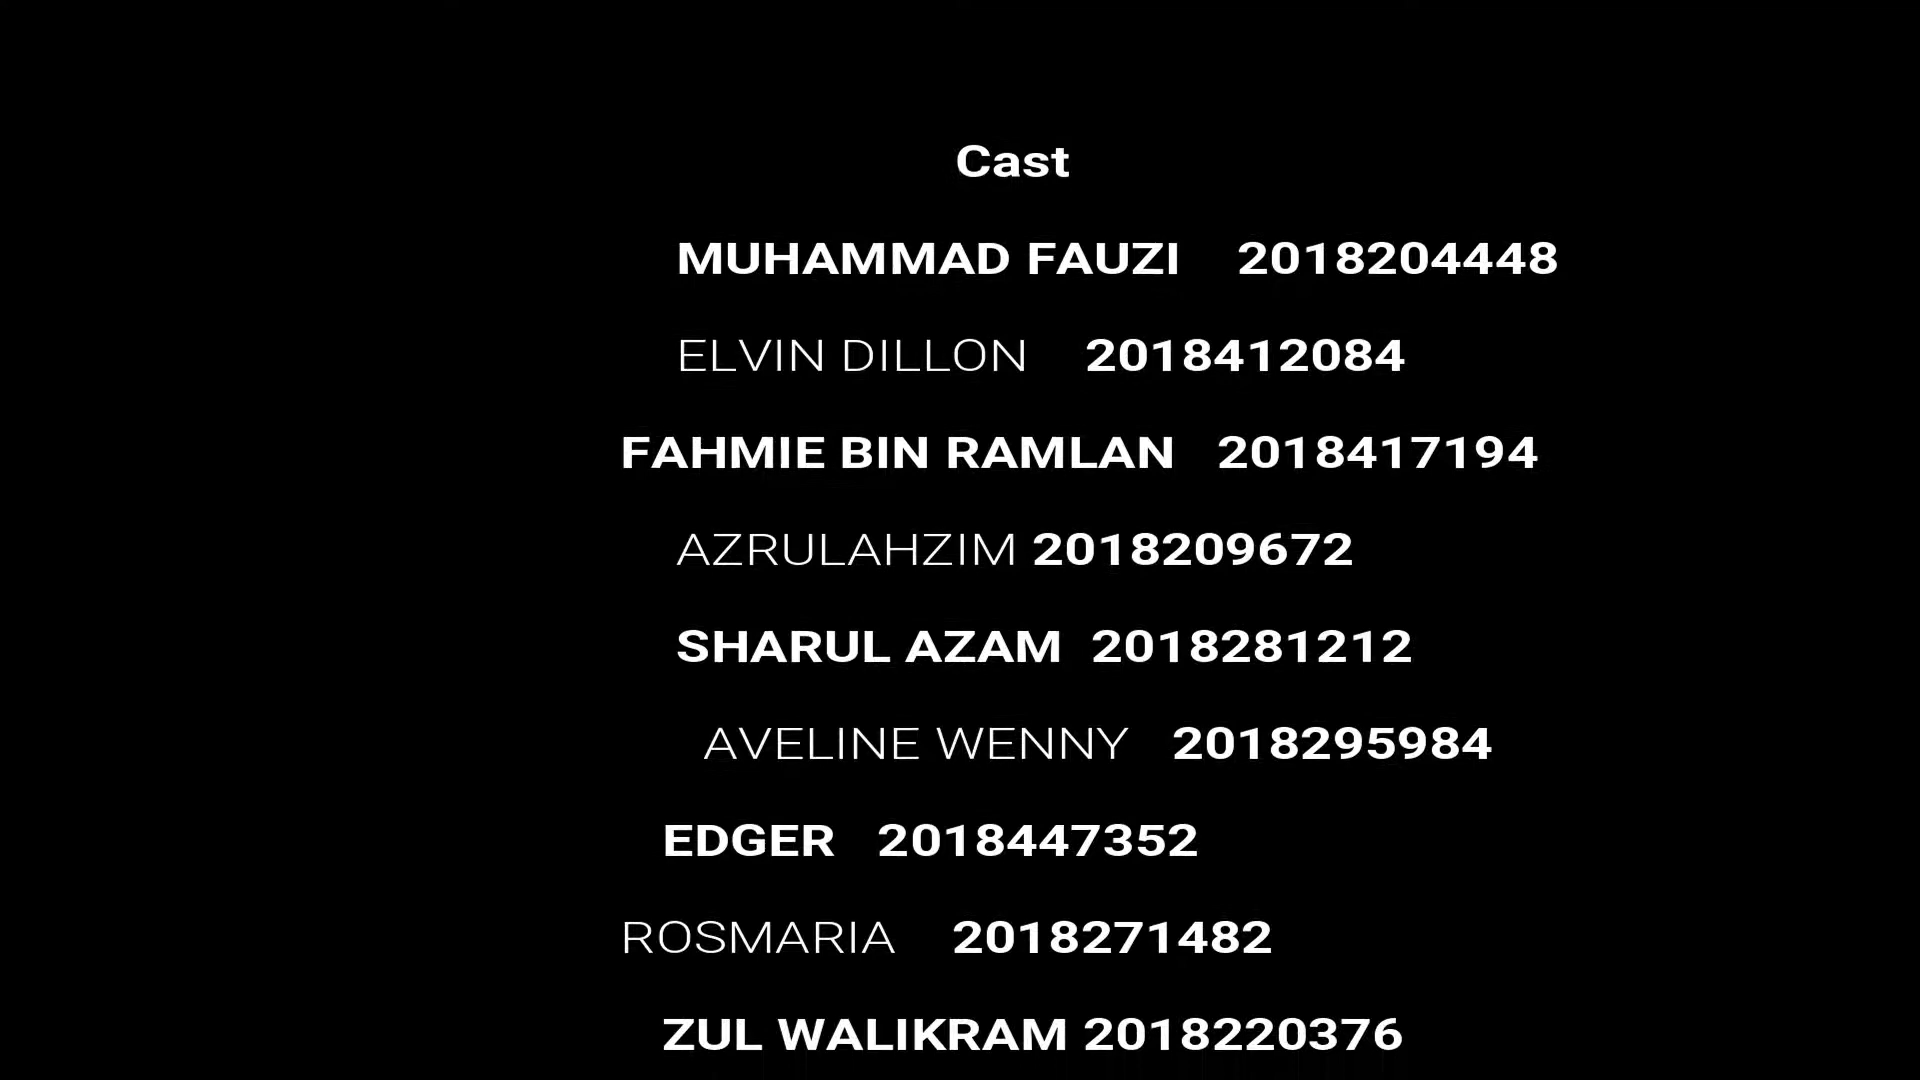 Cast
MUHAMMAD FAUZI 2018204448
ELVIN DILLON 2018412084
FAHMIE BIN RAMLAN 2018417194
AZRULAHZIM 2018209672
SHARUL AZAM 2018281212
AVELINE WENNY 2018295984
EDGER 2018447352
ROSMARIA 2018271482
ZUL WALIKRAM 2018220376